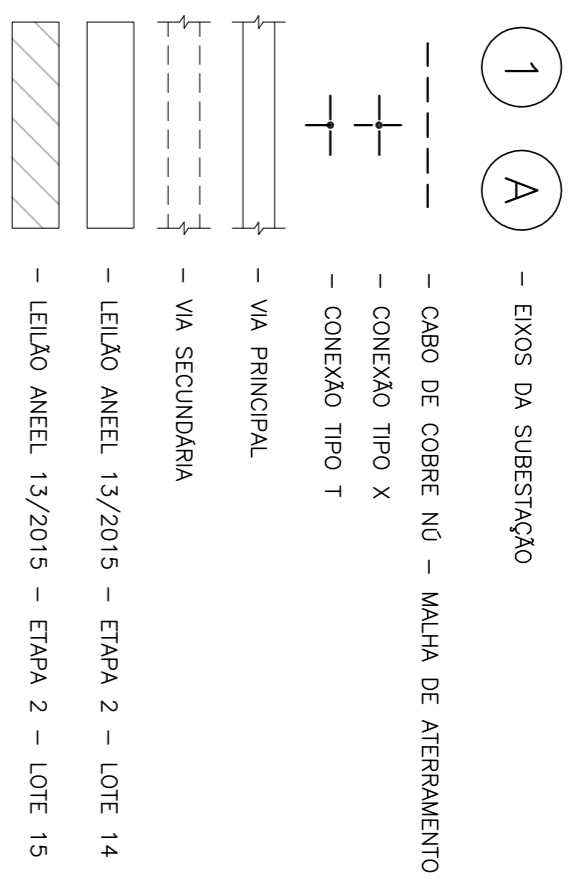 1 A - EIXOS DA SUBESTAÇÃO
- CABO DE COBRE NÚ - MALHA DE ATERRAMENTO
- CONEXÃO TIPO X
- CONEXÃO TIPO T
- VIA PRINCIPAL
- VIA SECUNDÁRIA
- LEILÃO ANEEL 13/2015 - ETAPA 2 - LOTE 14
- LEILÃO ANEEL 13/2015 - ETAPA 2 - LOTE 15